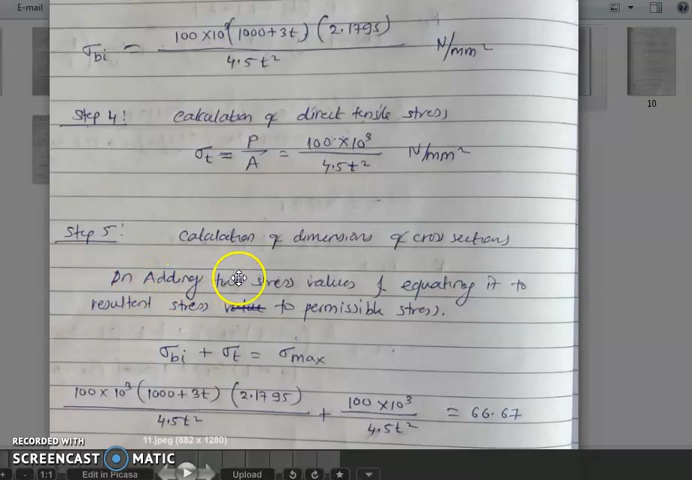 σbi = 100 × 10³ (1000 + 3t) (2.1795) / 4.5t² N/mm²
Step 4: Calculation of direct tensile stress
σt = P/A = 100 × 10³ / 4.5t² N/mm²
10
Step 5: Calculation of dimensions of cross sections
On Adding two stress values & equating it to
resultent stress to permissible stress.
σbi + σt = σmax
100 × 10³ (1000 + 3t) (2.1795) / 4.5t² + 100 × 10³ / 4.5t² = 66.67
RECORDED WITH
SCREENCAST MATIC
11.jpeg (882 x 1280)
1:1
Edit in Picasa
Upload